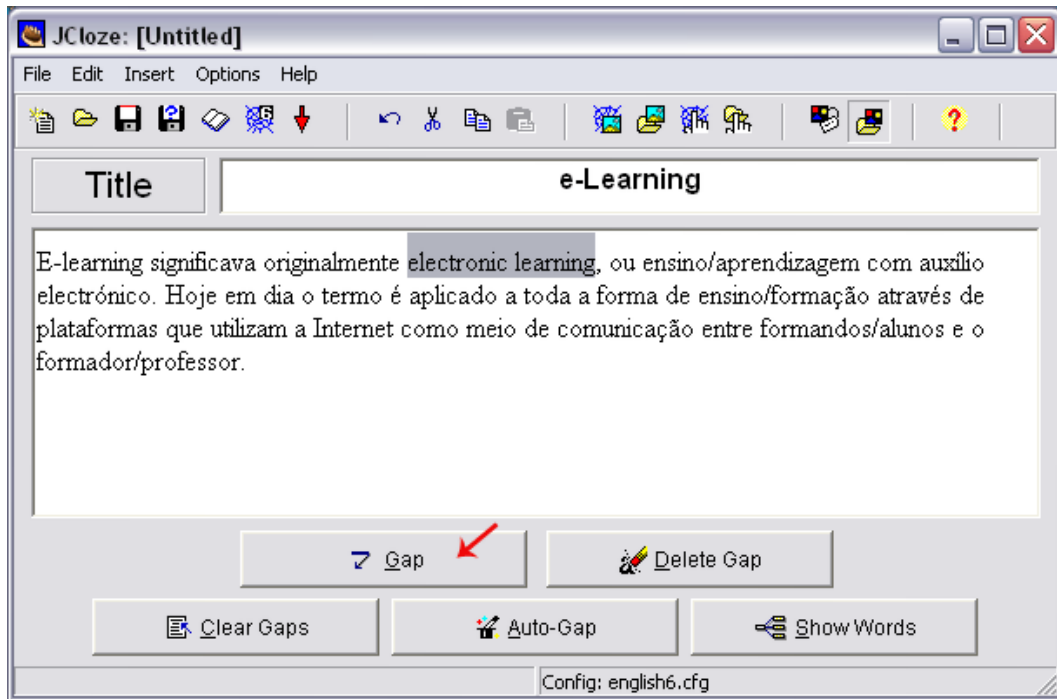 JCloze: [Untitled]
File Edit Insert Options Help
Title
e-Learning
E-learning significava originalmente electronic learning, ou ensino/aprendizagem com auxílio
electrónico. Hoje em dia o termo é aplicado a toda a forma de ensino/formação através de
plataformas que utilizam a Internet como meio de comunicação entre formandos/alunos e o
formador/professor.
Gap
Delete Gap
Clear Gaps
Auto-Gap
Show Words
Config: english6.cfg